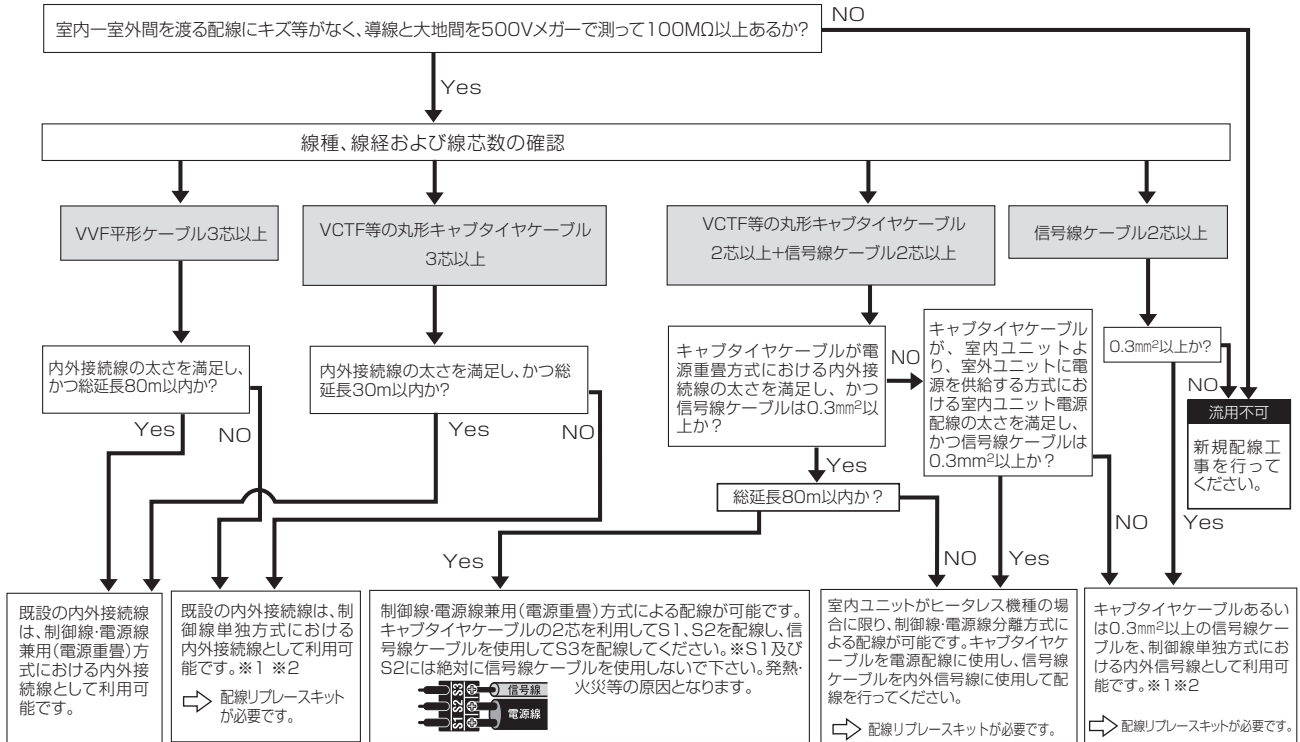 室内ー室外間を渡る配線にキズ等がなく、導線と大地間を500Vメガーで測って100MΩ以上あるか?
NO
Yes
線種、線経および線芯数の確認
VVF平形ケーブル3芯以上
VCTF等の丸形キャブタイヤケーブル
3芯以上
VCTF等の丸形キャブタイヤケーブル
2芯以上+信号線ケーブル2芯以上
信号線ケーブル2芯以上
内外接続線の太さを満足し、
かつ総延長80m以内か?
Yes
NO
内外接続線の太さを満足し、かつ総
延長30m以内か?
Yes
NO
キャブタイヤケーブルが電
源重畳方式における内外接
続線の太さを満足し、かつ
信号線ケーブルは0.3mm²以
上か?
NO
Yes
キャブタイヤケーブル
が、室内ユニットよ
り、室外ユニットに電
源を供給する方式にお
ける室内ユニット電源
配線の太さを満足し、
かつ信号線ケーブルは
0.3mm²以上か?
0.3mm²以上か?
NO
流用不可
新規配線工
事を行って
ください。
総延長80m以内か?
Yes
NO
Yes
NO
Yes
既設の内外接続線
は、制御線・電源線
兼用(電源重畳)方
式における内外接
続線として利用可
能です。
既設の内外接続線は、制
御線単独方式における
内外接続線として利用可
能です。※1 ※2
配線リプレースキット
が必要です。
制御線・電源線兼用(電源重畳)方式による配線が可能です。
キャブタイヤケーブルの2芯を利用してS1、S2を配線し、信
号線ケーブルを使用してS3を配線してください。※S1及び
S2には絶対に信号線ケーブルを使用しないで下さい。発熱・
火災等の原因となります。
S1 S2 S3
信号線
電源線
室内ユニットがヒータレス機種の場
合に限り、制御線・電源線分離方式に
よる配線が可能です。キャブタイヤケ
ーブルを電源配線に使用し、信号線
ケーブルを内外信号線に使用して配
線を行ってください。
配線リプレースキットが必要です。
キャブタイヤケーブルあるい
は0.3mm²以上の信号線ケー
ブルを、制御線単独方式にお
ける内外信号線として利用可
能です。※1※2
配線リプレースキットが必要です。